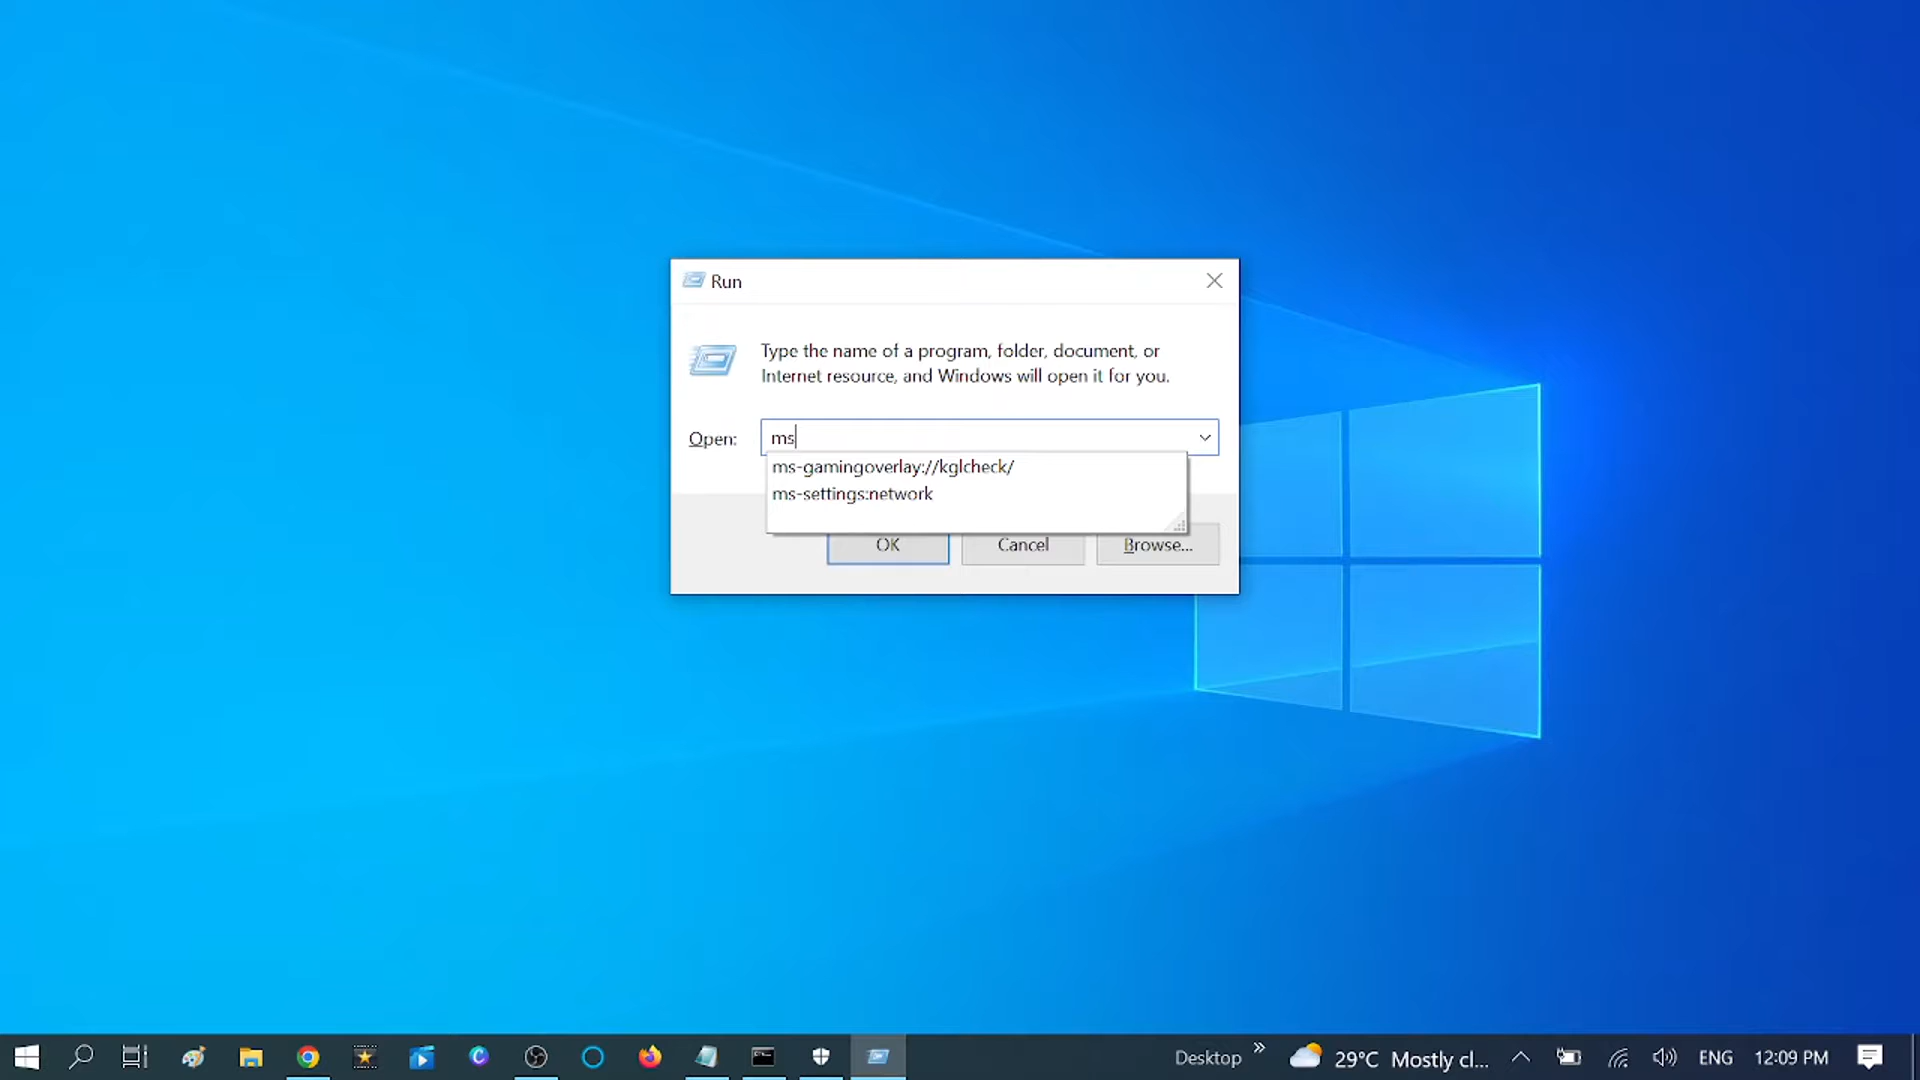 Run
Type the name of a program, folder, document, or
Internet resource, and Windows will open it for you.
Open:
ms
ms-gamingoverlay://kglcheck/
ms-settings:network
OK
Cancel
Browse...
Desktop
29°C Mostly cl...
ENG
12:09 PM